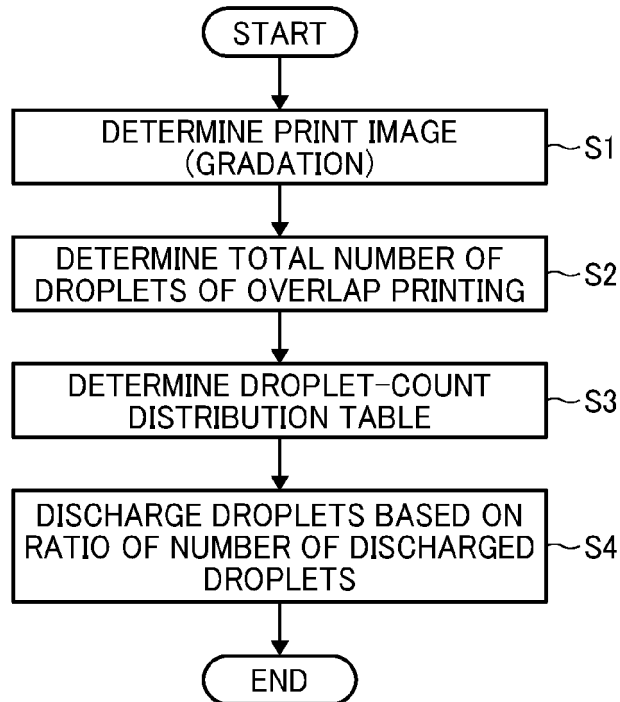 START
DETERMINE PRINT IMAGE
(GRADATION)
S1
DETERMINE TOTAL NUMBER OF
DROPLETS OF OVERLAP PRINTING
S2
DETERMINE DROPLET-COUNT
DISTRIBUTION TABLE
S3
DISCHARGE DROPLETS BASED ON
RATIO OF NUMBER OF DISCHARGED
DROPLETS
S4
END